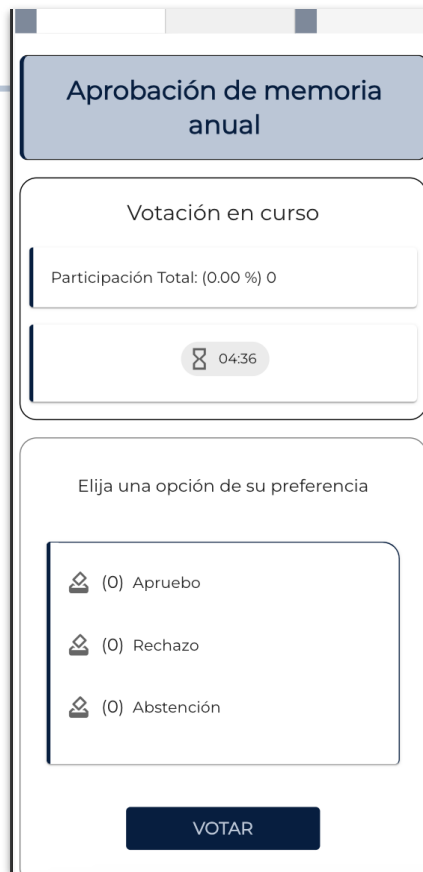 Aprobación de memoria
anual
Votación en curso
Participación Total: (0.00 %) 0
04:36
Elija una opción de su preferencia
(0) Apruebo
(0) Rechazo
(0) Abstención
VOTAR